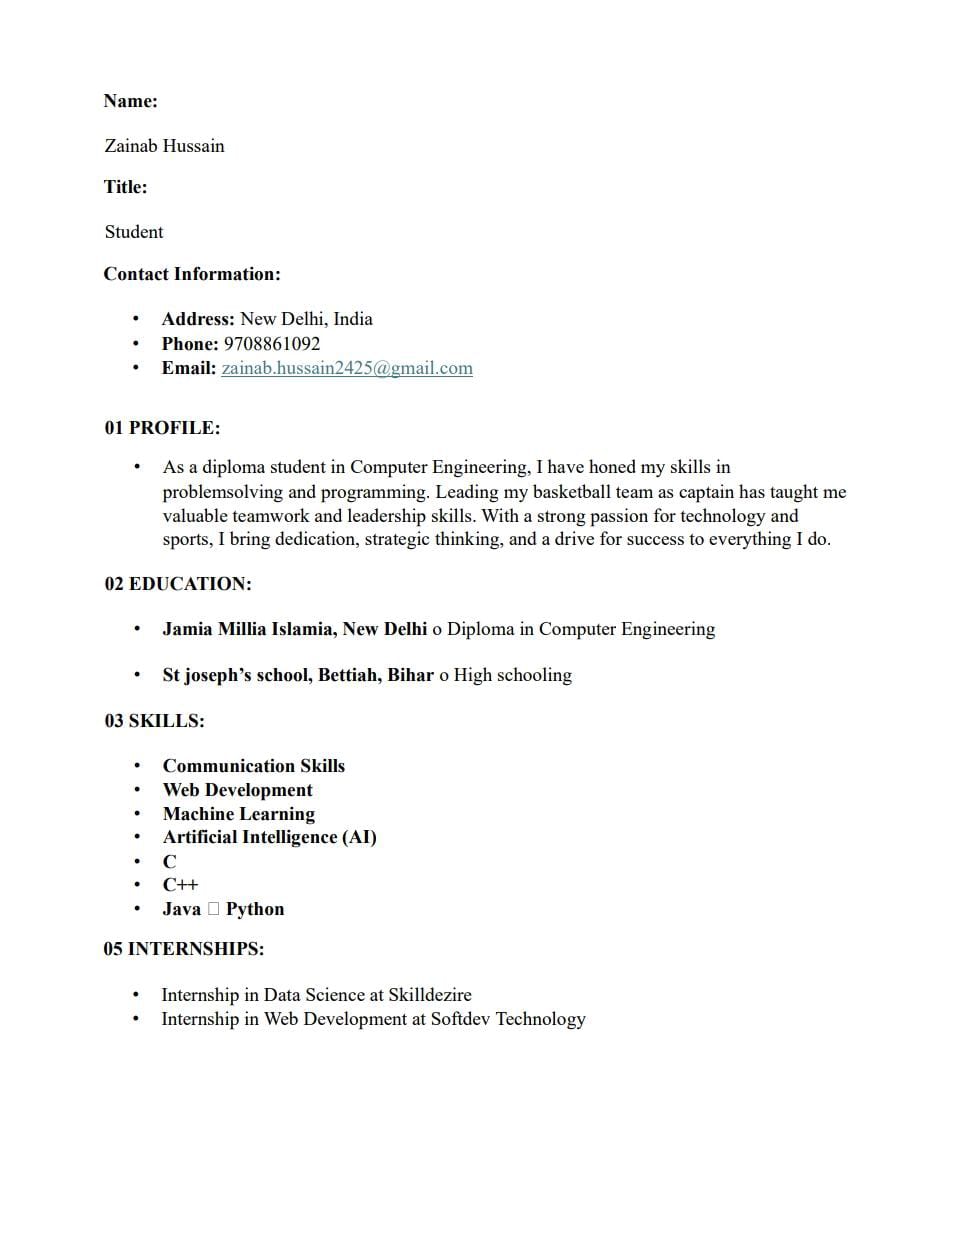 Name:
Zainab Hussain
Title:
Student
Contact Information:
• Address: New Delhi, India
• Phone: 9708861092
• Email: zainab.hussain2425@gmail.com
01 PROFILE:
• As a diploma student in Computer Engineering, I have honed my skills in
problemsolving and programming. Leading my basketball team as captain has taught me
valuable teamwork and leadership skills. With a strong passion for technology and
sports, I bring dedication, strategic thinking, and a drive for success to everything I do.
02 EDUCATION:
• Jamia Millia Islamia, New Delhi o Diploma in Computer Engineering
• St joseph’s school, Bettiah, Bihar o High schooling
03 SKILLS:
• Communication Skills
• Web Development
• Machine Learning
• Artificial Intelligence (AI)
• C
• C++
• Java □ Python
05 INTERNSHIPS:
• Internship in Data Science at Skilldezire
• Internship in Web Development at Softdev Technology